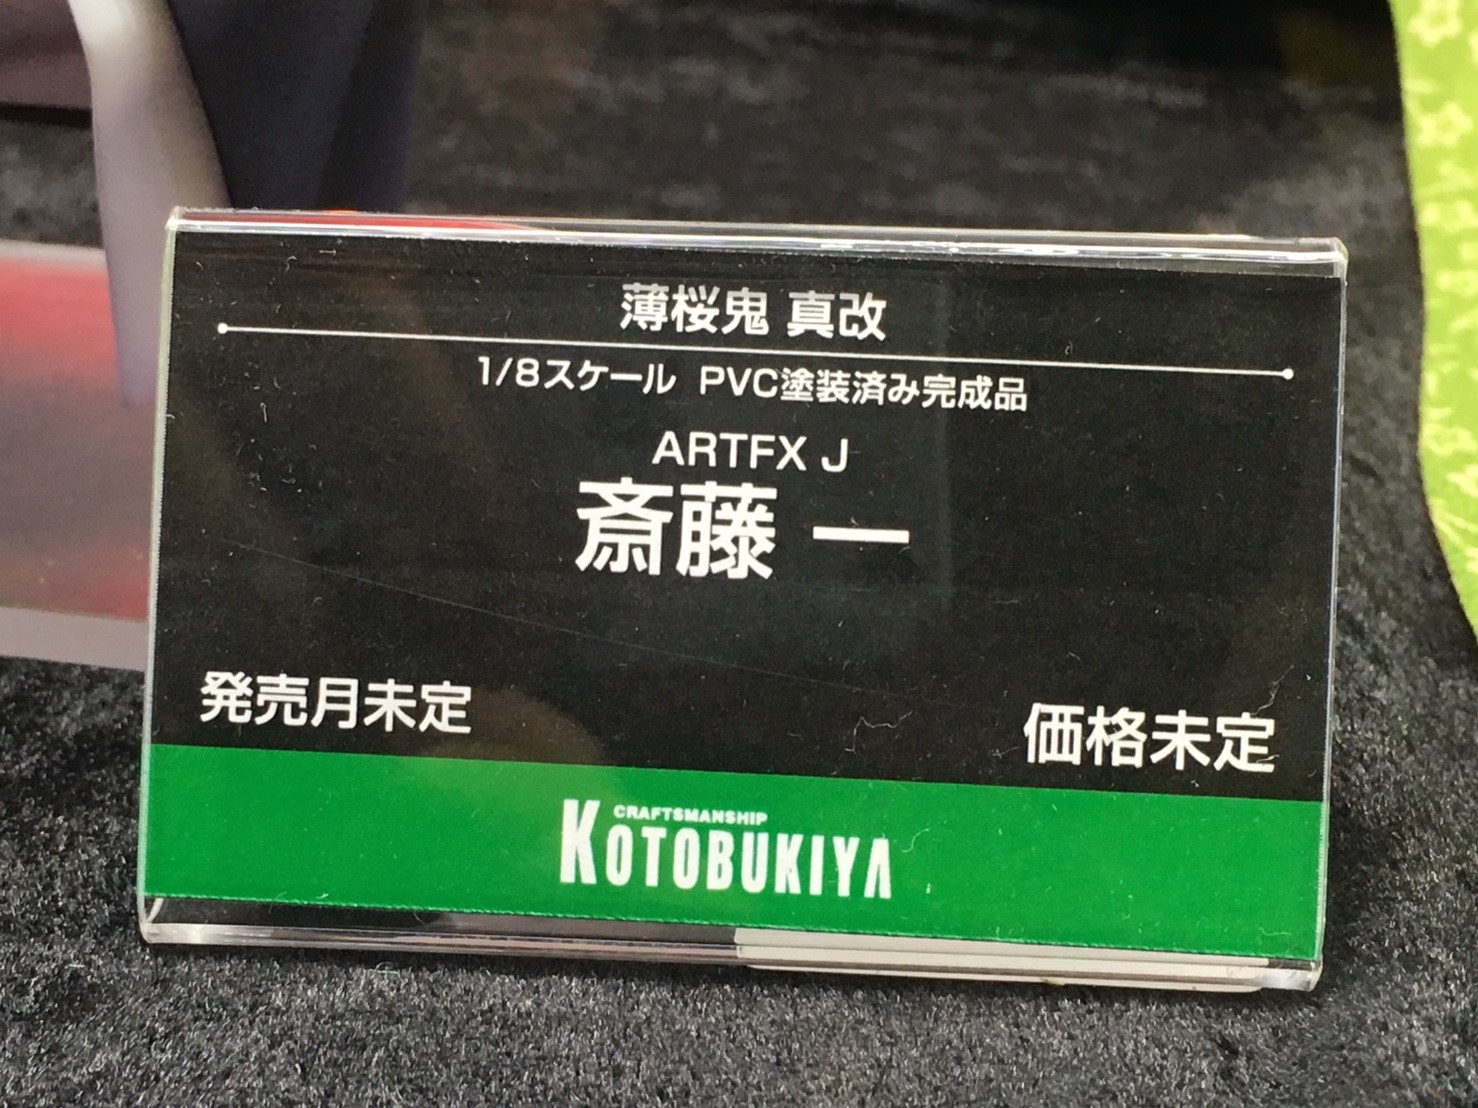 薄桜鬼 真改
1/8スケール PVC塗装済み完成品
ARTFX J
斎藤 一
発売月未定
価格未定
CRAFTSMANSHIP
KOTOBUKIYA